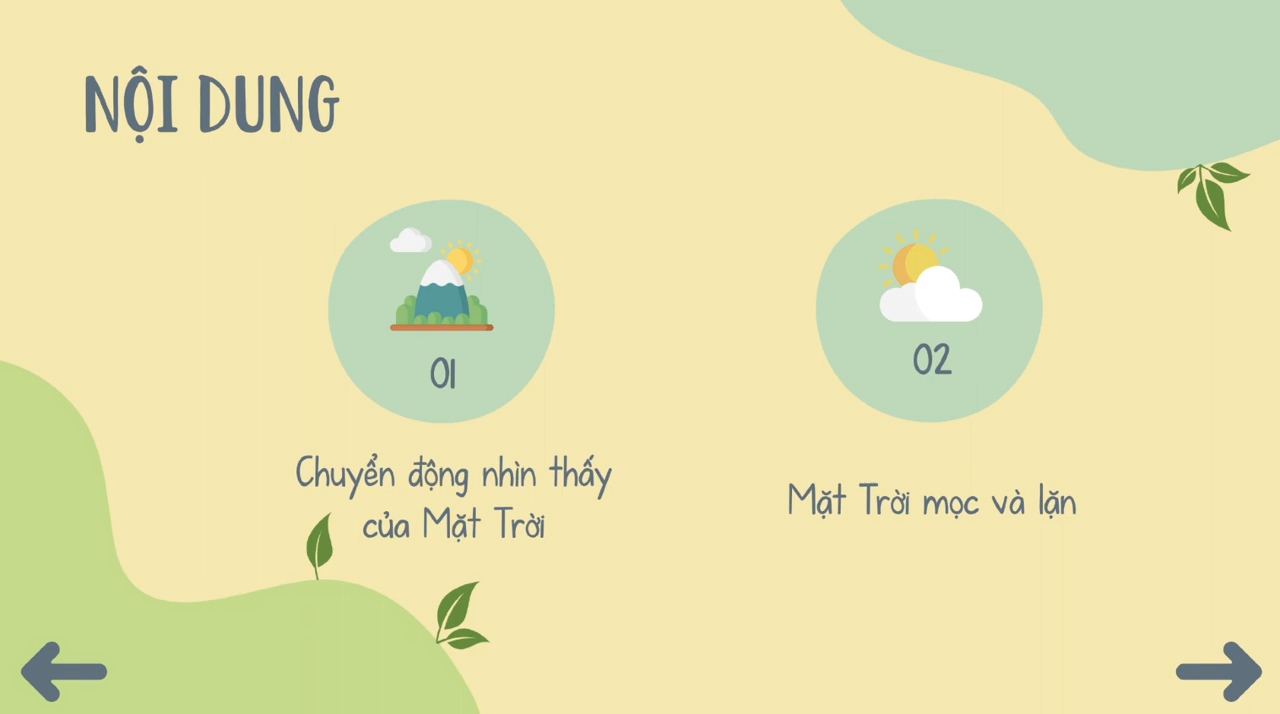 NỘI DUNG
01
Chuyển động nhìn thấy
của Mặt Trời
02
Mặt Trời mọc và lặn